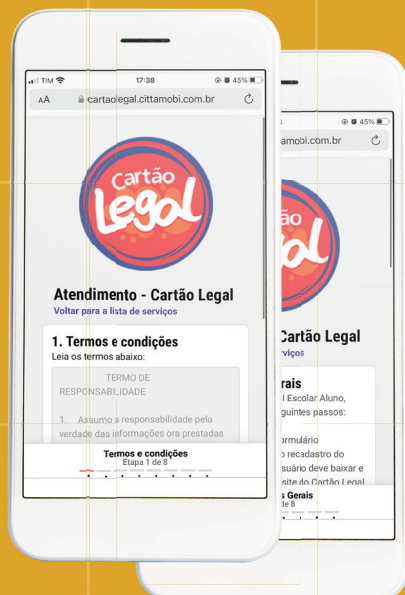 TIM
17:38
45%
AA
cartaolegal.cittamobi.com.br
Cartão
Legal
Atendimento - Cartão Legal
Voltar para a lista de serviços
1. Termos e condições
Leia os termos abaixo:
TERMO DE
RESPONSABILIDADE
1. Assumo a responsabilidade pela
verdade das informações ora prestadas
Termos e condições
Etapa 1 de 8
45%
amobi.com.br
ão
al
Cartão Legal
rviços
rais
l Escolar Aluno,
guintes passos:
ormulário
o recadastro do
suário deve baixar e
site do Cartão Legal
s Gerais
de 8